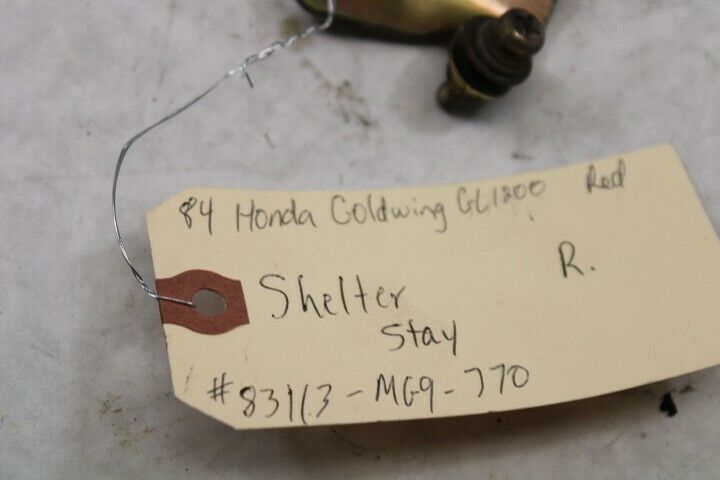 84 Honda Goldwing GL1200 Red
R.
Shelter
Stay
#83113-MG9-770